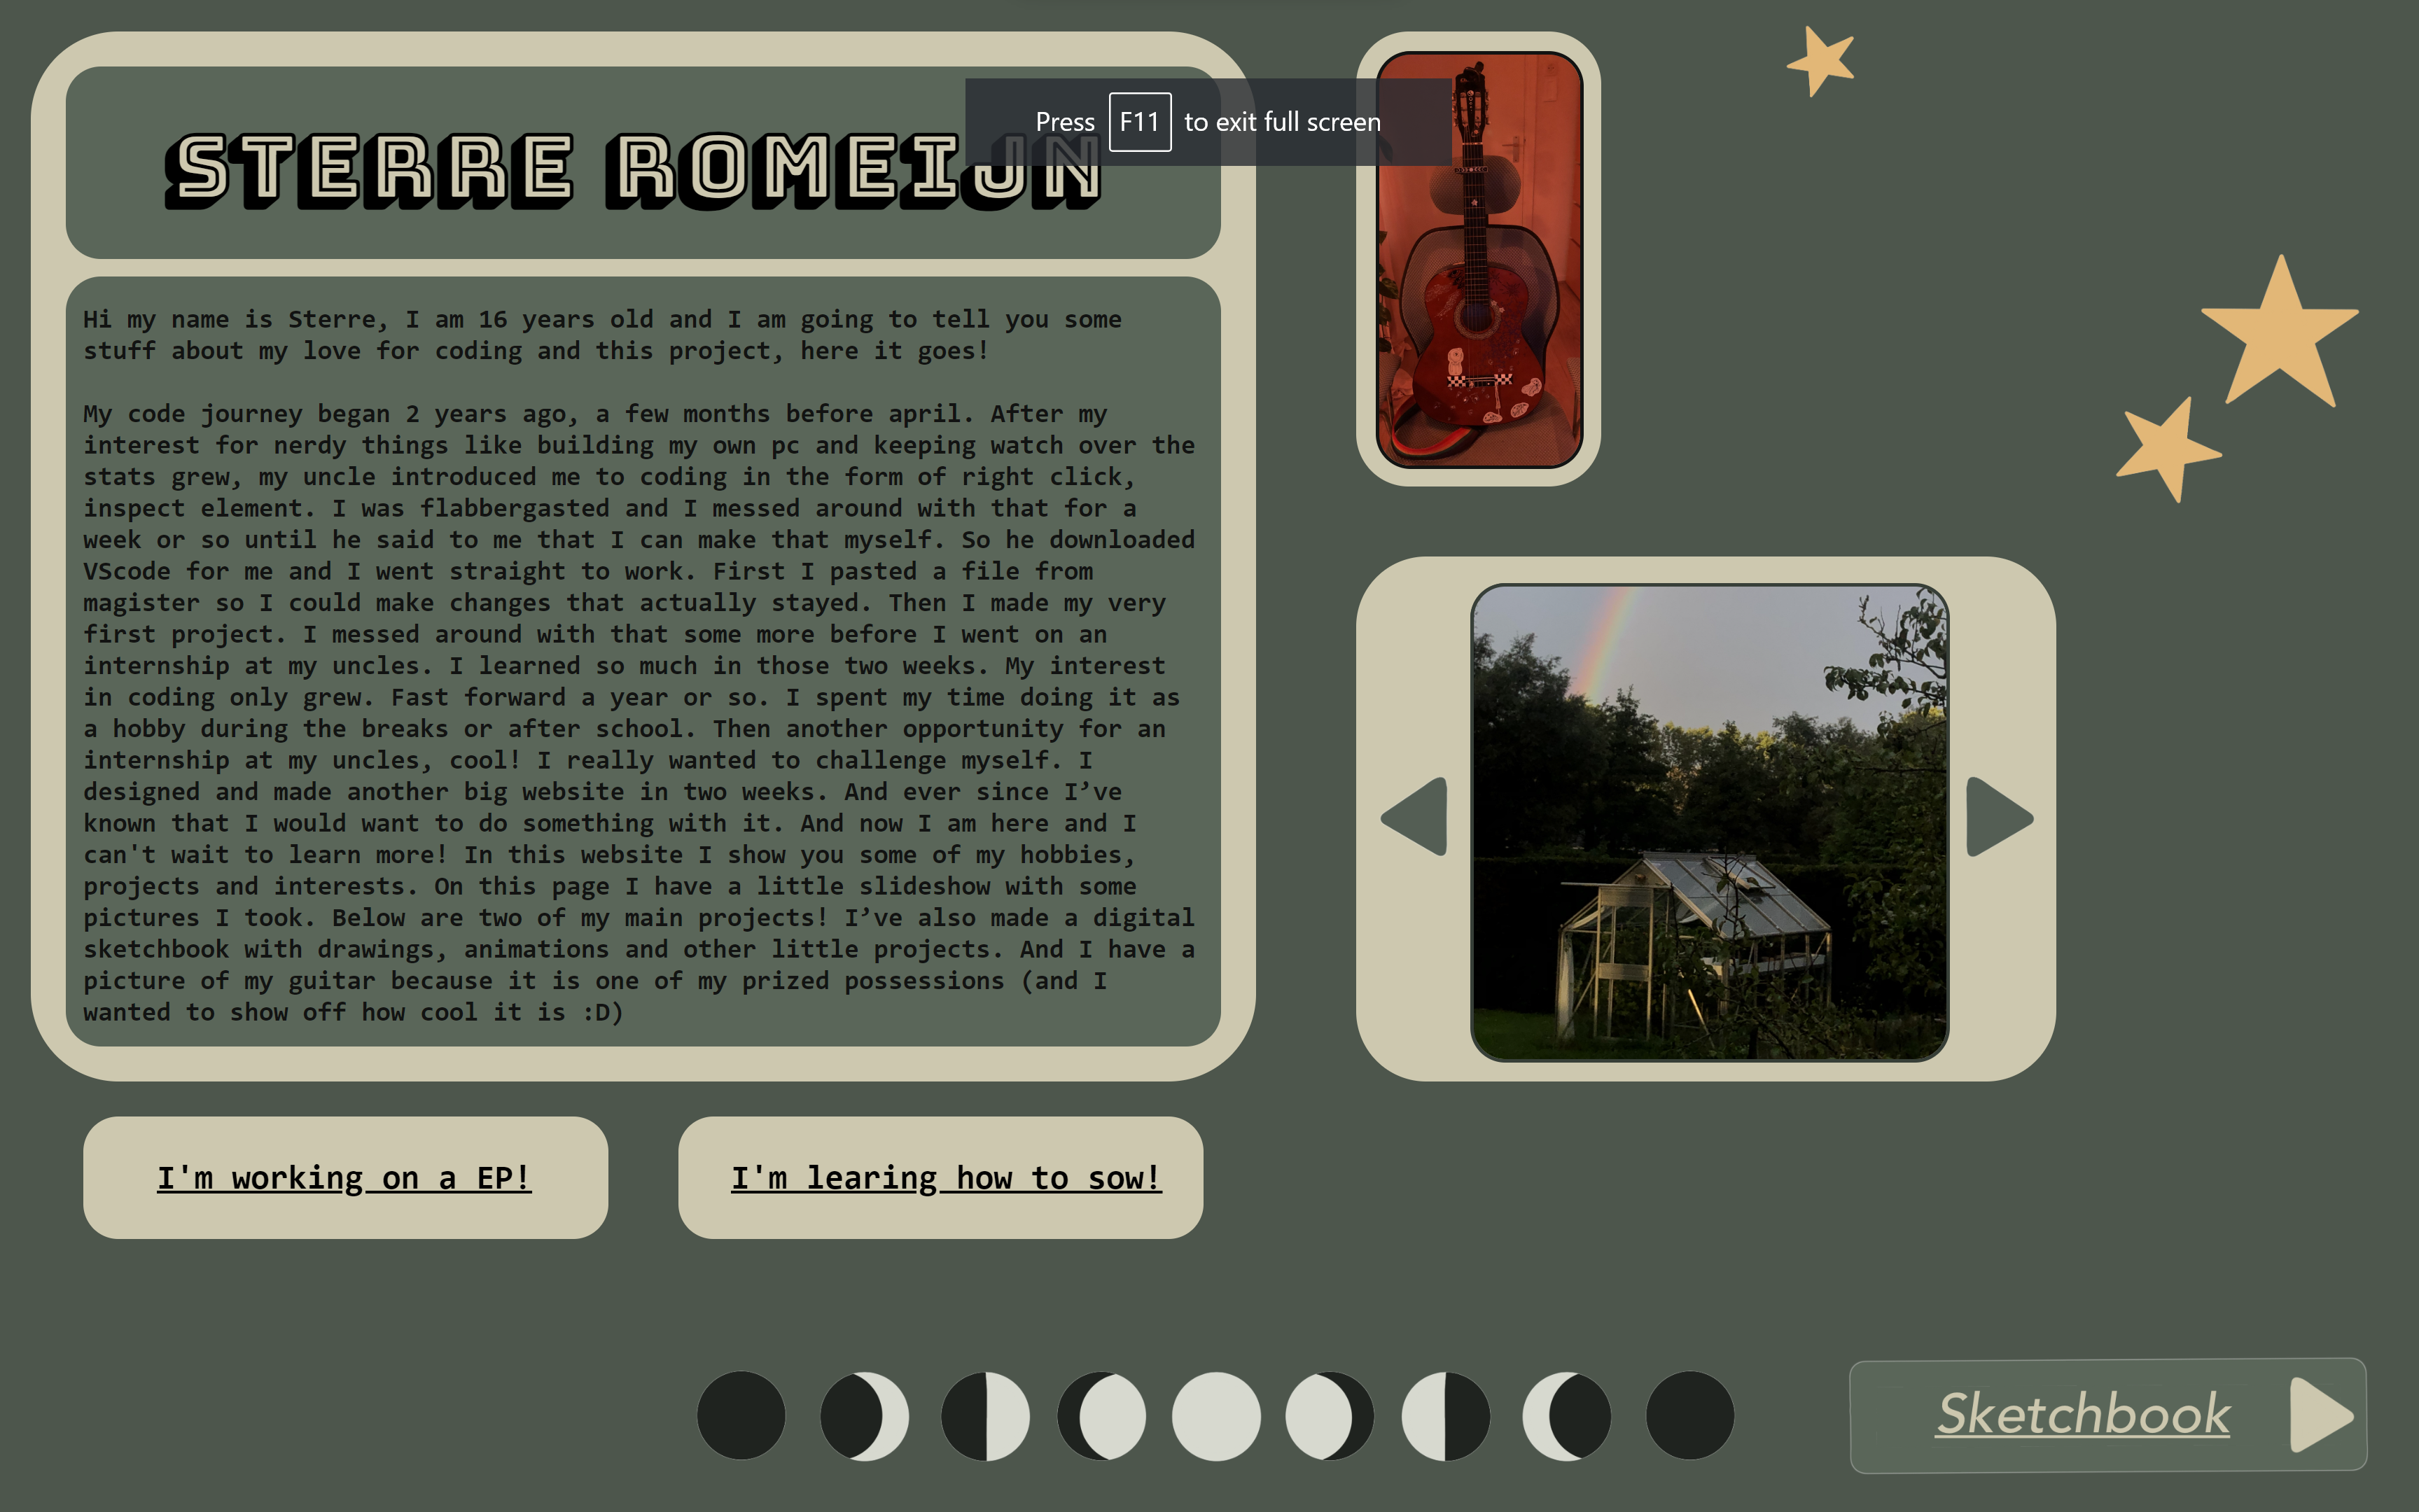 STERRE ROMEIJN
Press F11 to exit full screen
Hi my name is Sterre, I am 16 years old and I am going to tell you some
stuff about my love for coding and this project, here it goes!
My code journey began 2 years ago, a few months before april. After my
interest for nerdy things like building my own pc and keeping watch over the
stats grew, my uncle introduced me to coding in the form of right click,
inspect element. I was flabbergasted and I messed around with that for a
week or so until he said to me that I can make that myself. So he downloaded
VScode for me and I went straight to work. First I pasted a file from
magister so I could make changes that actually stayed. Then I made my very
first project. I messed around with that some more before I went on an
internship at my uncles. I learned so much in those two weeks. My interest
in coding only grew. Fast forward a year or so. I spent my time doing it as
a hobby during the breaks or after school. Then another opportunity for an
internship at my uncles, cool! I really wanted to challenge myself. I
designed and made another big website in two weeks. And ever since I’ve
known that I would want to do something with it. And now I am here and I
can't wait to learn more! In this website I show you some of my hobbies,
projects and interests. On this page I have a little slideshow with some
pictures I took. Below are two of my main projects! I’ve also made a digital
sketchbook with drawings, animations and other little projects. And I have a
picture of my guitar because it is one of my prized possessions (and I
wanted to show off how cool it is :D)
I'm working on a EP!
I'm learing how to sow!
Sketchbook